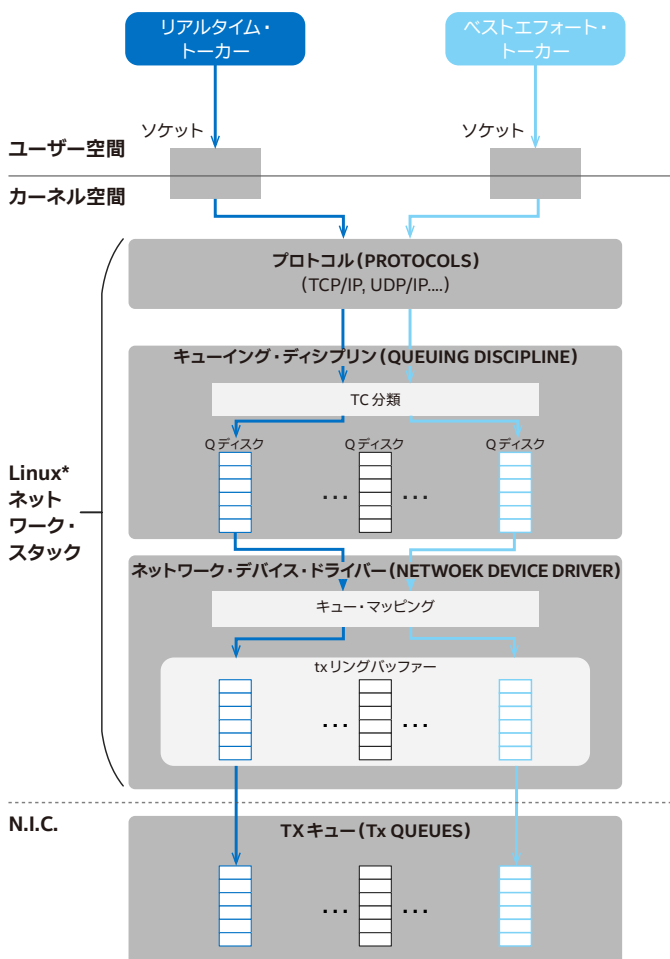 リアルタイム・
トーカー
ベストエフォート・
トーカー
ソケット
ソケット
ユーザー空間
カーネル空間
プロトコル(PROTOCOLS)
(TCP/IP, UDP/IP....)
キューイング・ディシプリン(QUEUING DISCIPLINE)
TC 分類
Qディスク
Qディスク
Qディスク
... ...
Linux*
ネット
ワーク・
スタック
ネットワーク・デバイス・ドライバー(NETWOEK DEVICE DRIVER)
キュー・マッピング
txリングバッファー
... ...
N.I.C.
TXキュー(Tx QUEUES)
... ...